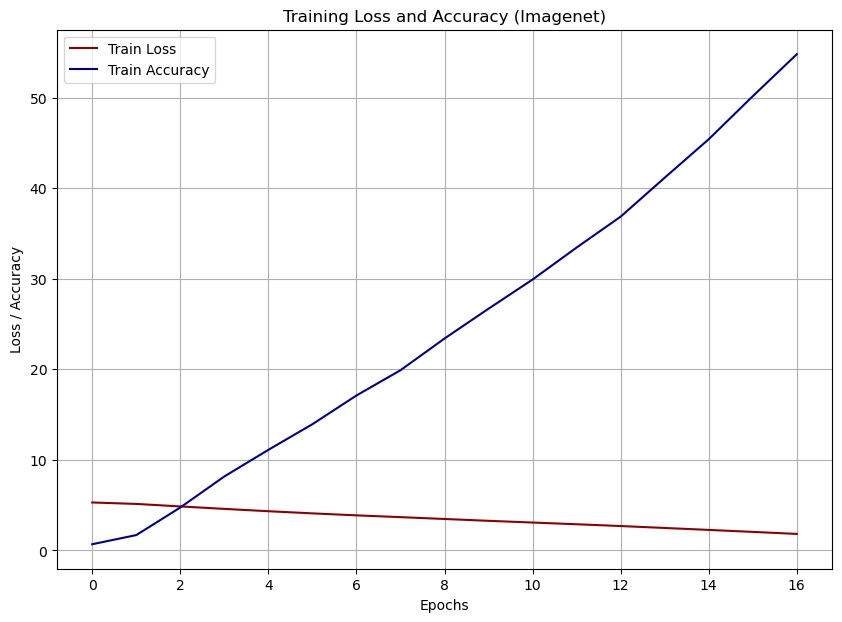 Training Loss and Accuracy (Imagenet)
Train Loss
Train Accuracy
Loss / Accuracy
50
40
30
20
10
0
0 2 4 6 8 10 12 14 16
Epochs